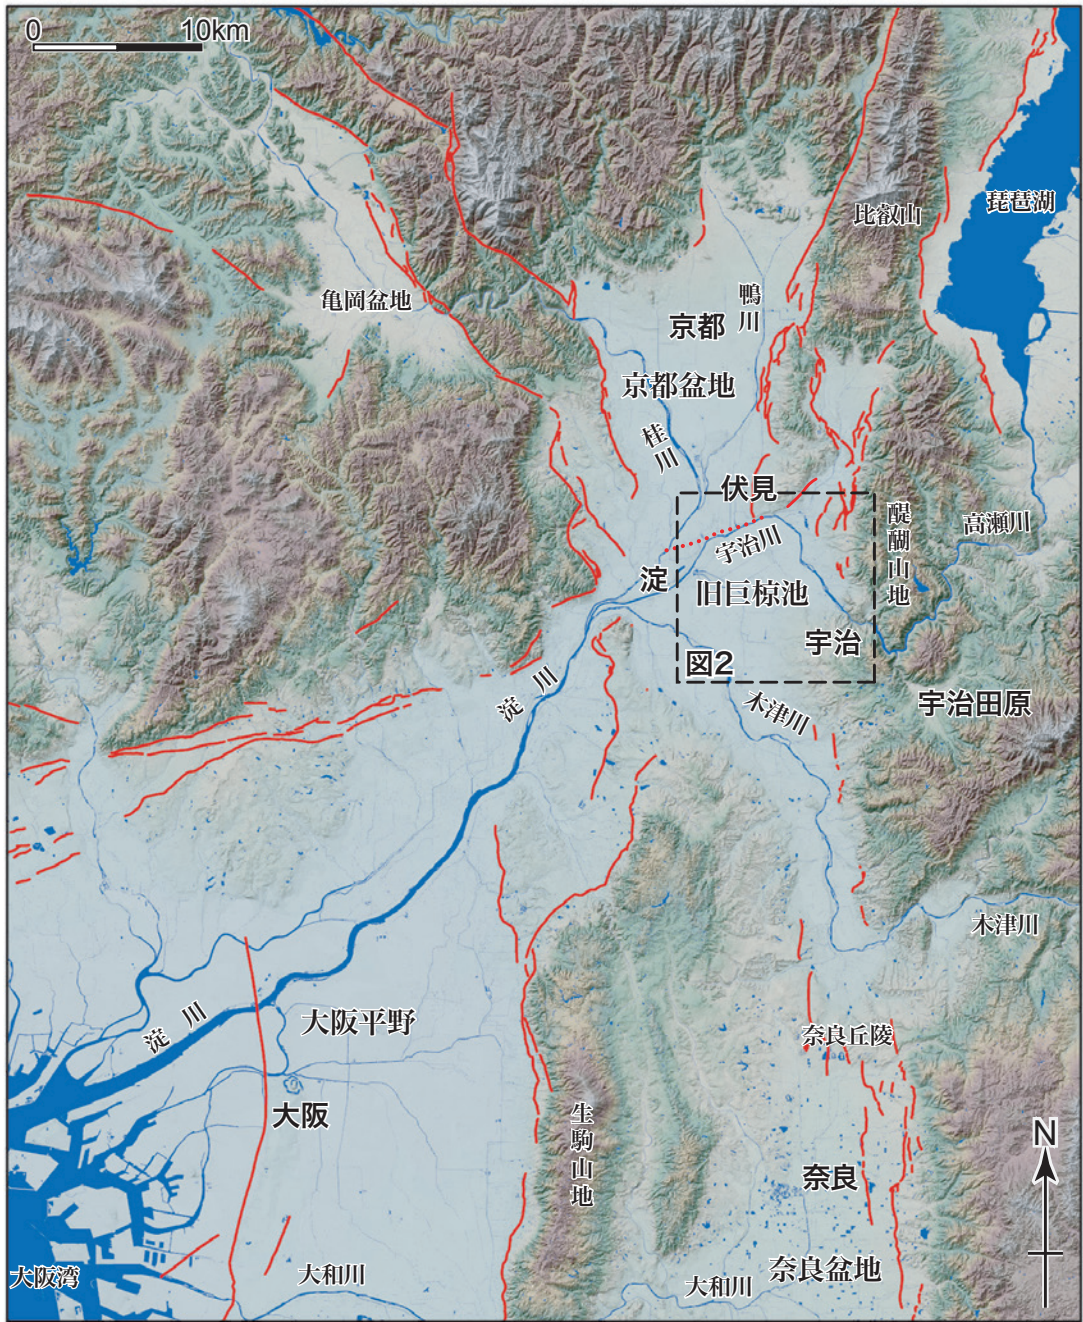 0 10km
琵琶湖
比叡山
亀岡盆地
鴨川
京都
京都盆地
桂川
伏見
醍醐山地
高瀬川
宇治川
淀
旧巨椋池
宇治
図2
淀川
宇治田原
木津川
木津川
淀川
大阪平野
奈良丘陵
大阪
生駒山地
N
奈良
大阪湾
大和川
奈良盆地
大和川